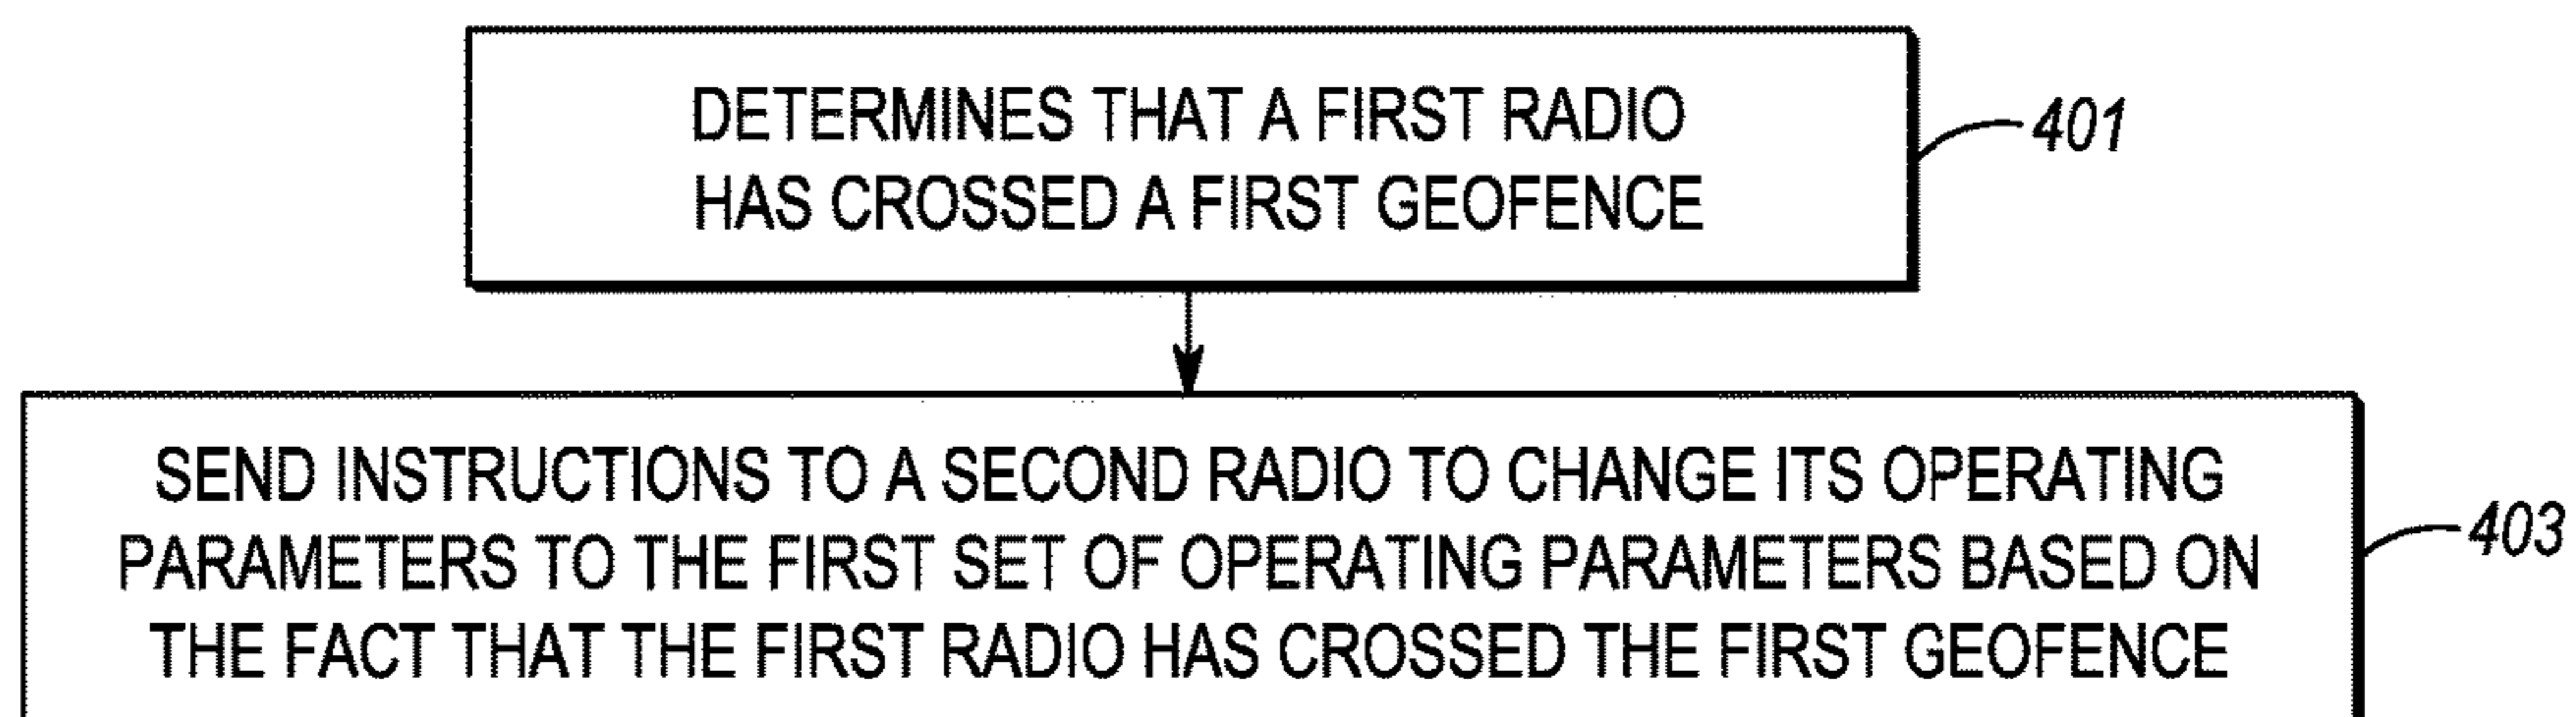 DETERMINES THAT A FIRST RADIO
HAS CROSSED A FIRST GEOFENCE
401
SEND INSTRUCTIONS TO A SECOND RADIO TO CHANGE ITS OPERATING
PARAMETERS TO THE FIRST SET OF OPERATING PARAMETERS BASED ON
THE FACT THAT THE FIRST RADIO HAS CROSSED THE FIRST GEOFENCE
403